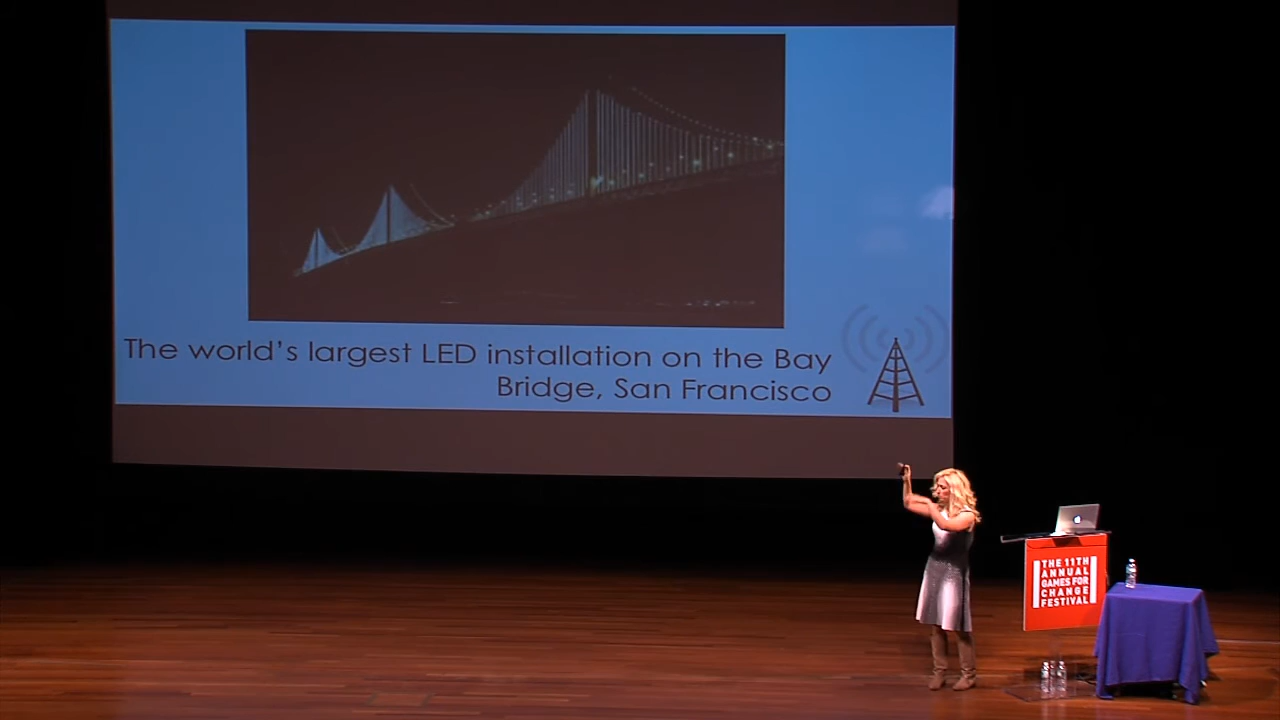 The world's largest LED installation on the Bay
Bridge, San Francisco
THE 11TH
ANNUAL
GAMES FOR
CHANGE
FESTIVAL